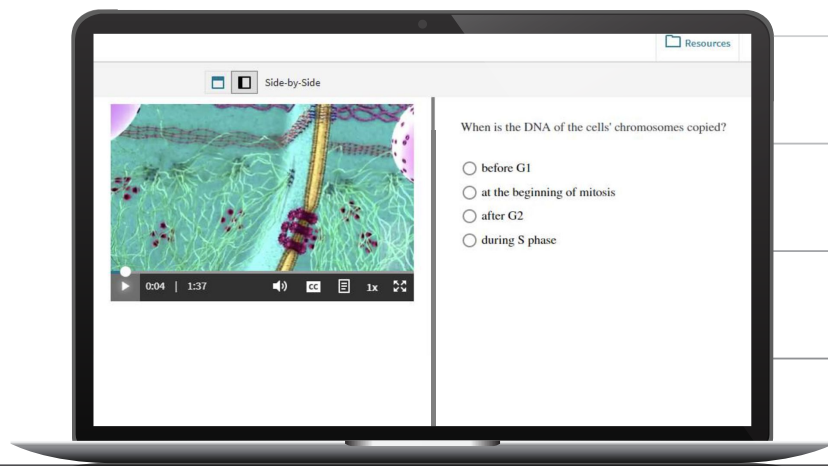 Resources
Side-by-Side
0:04 | 1:37
CC
1x
When is the DNA of the cells' chromosomes copied?
before G1
at the beginning of mitosis
after G2
during S phase